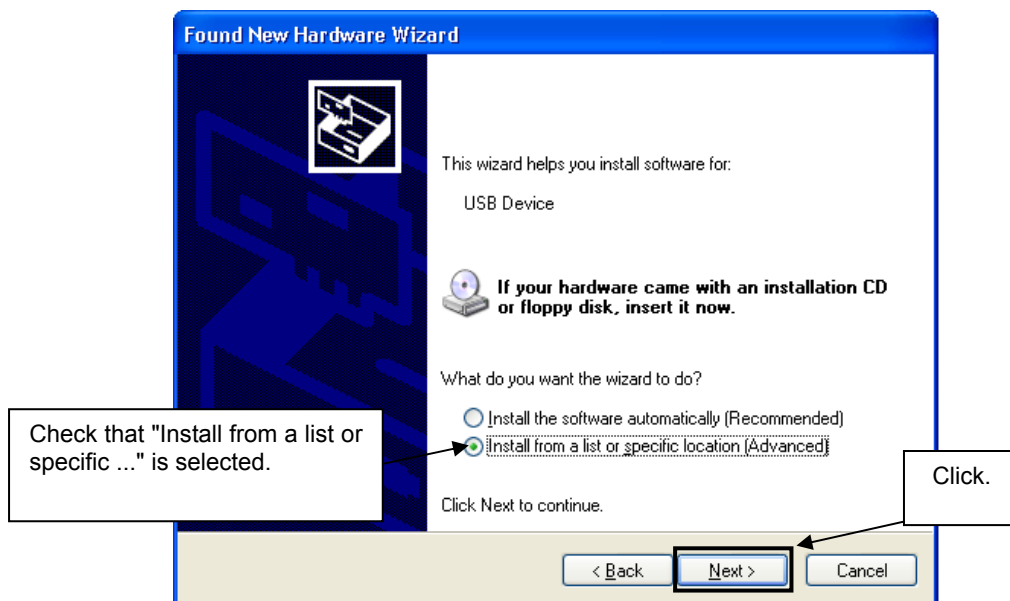 Found New Hardware Wizard
This wizard helps you install software for:
USB Device
If your hardware came with an installation CD
or floppy disk, insert it now.
What do you want the wizard to do?
Install the software automatically (Recommended)
Install from a list or specific location (Advanced)
Check that "Install from a list or
specific ..." is selected.
Click.
Click Next to continue.
< Back
Next >
Cancel